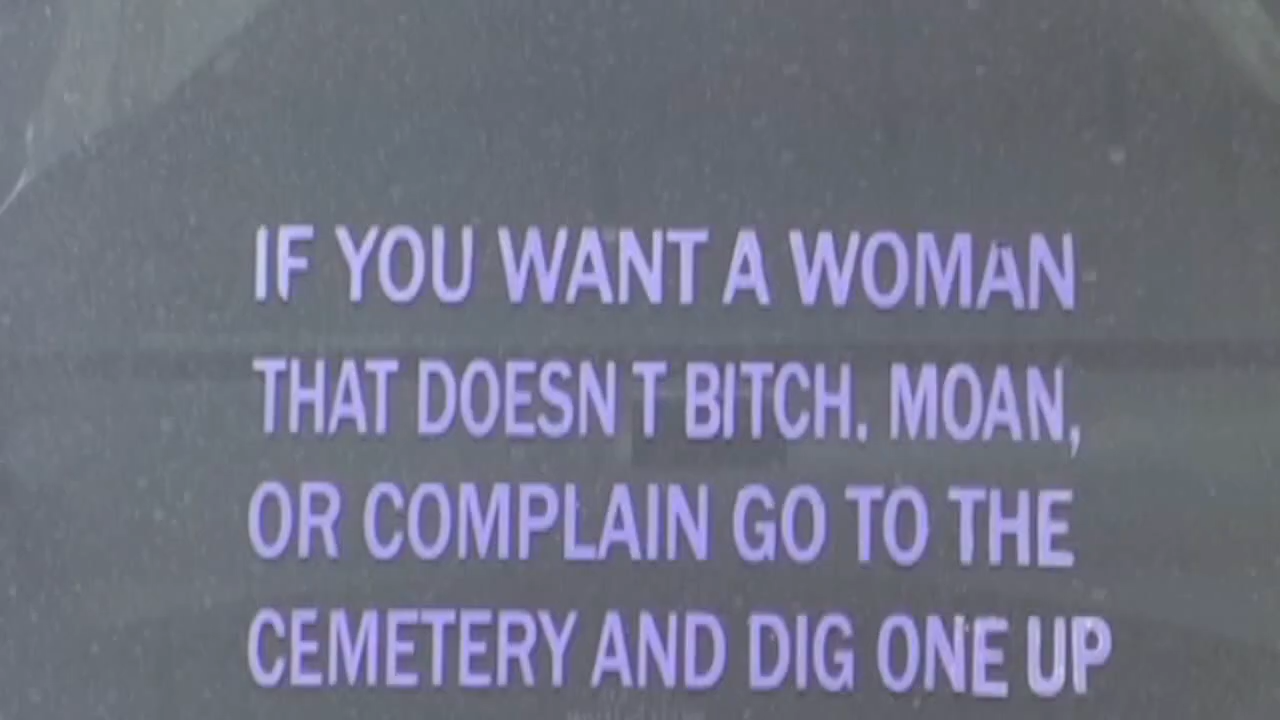 IF YOU WANT A WOMAN
THAT DOESN T BITCH. MOAN,
OR COMPLAIN GO TO THE
CEMETERY AND DIG ONE UP